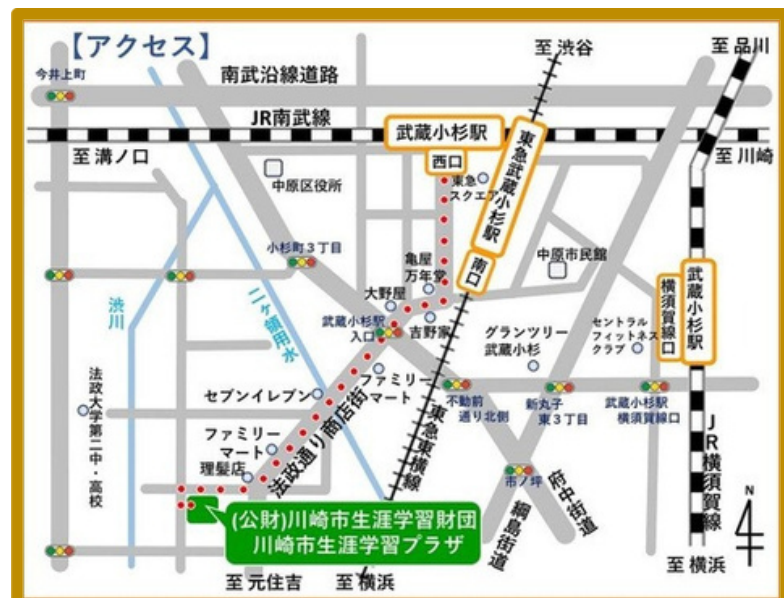 【アクセス】
至 渋谷
至 品川
今井上町
南武沿線道路
JR南武線
武蔵小杉駅
至 溝ノ口
西口
東急武蔵小杉駅
至 川崎
中原区役所
東急
スクエア
小杉町3丁目
亀屋
万年堂
南口
中原市民館
渋川
二ヶ領用水
大野屋
武蔵小杉駅
入口
吉野家
グランツリー
武蔵小杉
セントラル
フィットネス
クラブ
横須賀線口
武蔵小杉駅
法政大学第二中・高校
セブンイレブン
ファミリー
マート
不動前
通り北側
新丸子
東3丁目
武蔵小杉駅
横須賀線口
ファミリー
マート
理髪店
法政通り商店街
東急東横線
市ノ坪
府中街道
綱島街道
JR横須賀線
N
(公財)川崎市生涯学習財団
川崎市生涯学習プラザ
至 元住吉
至 横浜
至 横浜